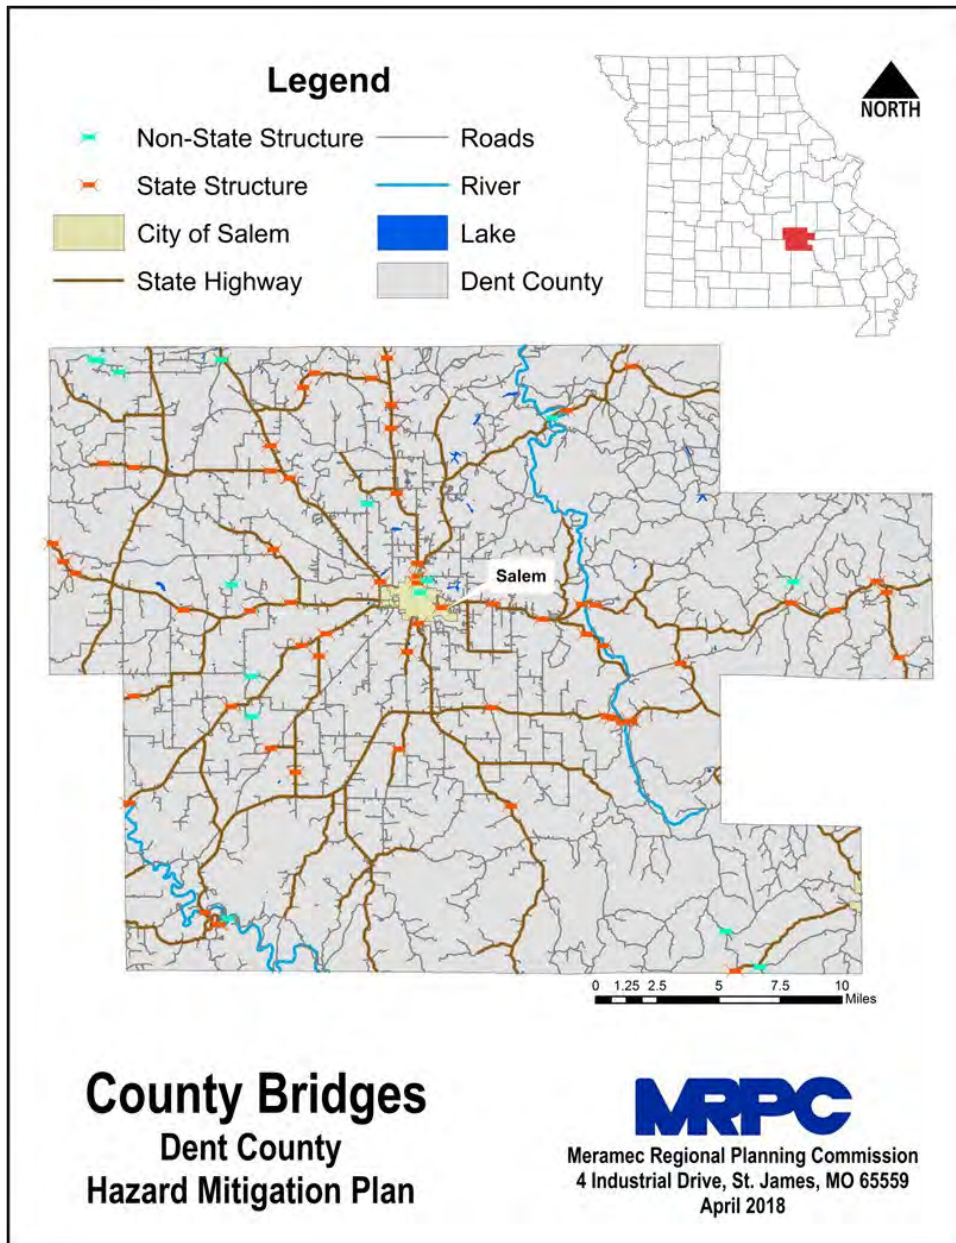 Legend
NORTH
Non-State Structure
Roads
State Structure
River
City of Salem
Lake
State Highway
Dent County
Salem
0 1.25 2.5 5 7.5 10
Miles
County Bridges
Dent County
Hazard Mitigation Plan
MRPC
Meramec Regional Planning Commission
4 Industrial Drive, St. James, MO 65559
April 2018